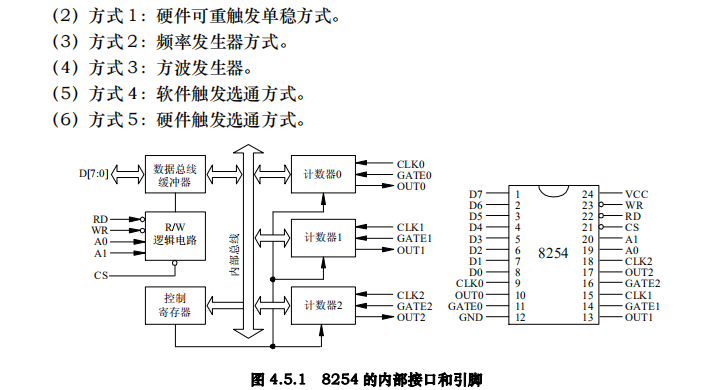 (2) 方式 1：硬件可重触发单稳方式。
(3) 方式 2：频率发生器方式。
(4) 方式 3：方波发生器。
(5) 方式 4：软件触发选通方式。
(6) 方式 5：硬件触发选通方式。
D[7:0]
数据总线
缓冲器
RD
WR
A0
A1
CS
R/W
逻辑电路
控制
寄存器
内部总线
计数器0
CLK0
GATE0
OUT0
计数器1
CLK1
GATE1
OUT1
计数器2
CLK2
GATE2
OUT2
8254
D7 1 24 VCC
D6 2 23 WR
D5 3 22 RD
D4 4 21 CS
D3 5 20 A1
D2 6 19 A0
D1 7 18 CLK2
D0 8 17 OUT2
CLK0 9 16 GATE2
OUT0 10 15 CLK1
GATE0 11 14 GATE1
GND 12 13 OUT1
图 4.5.1 8254 的内部接口和引脚